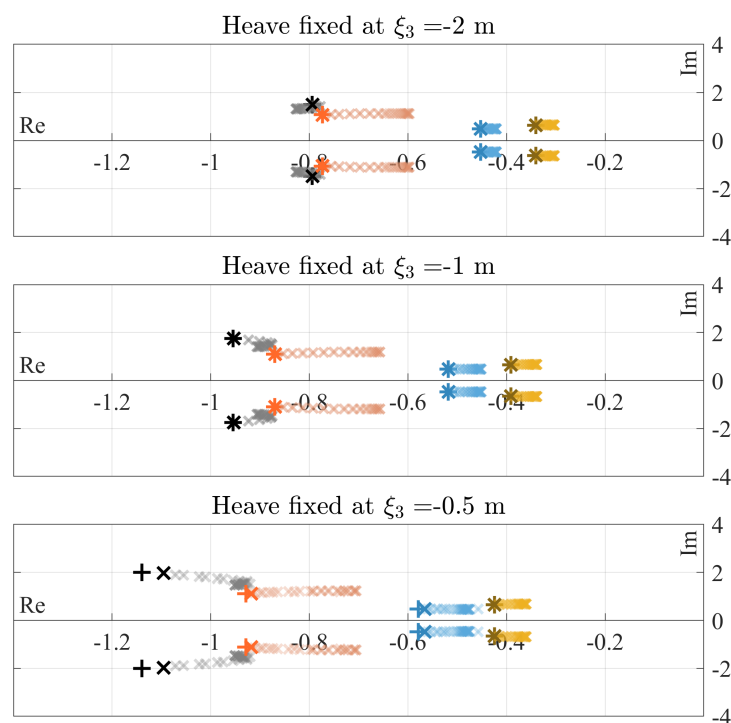 Heave fixed at ξ₃ =-2 m
4
Im
2
Re
0
-1.2 -1 -0.8 -0.6 -0.4 -0.2
-2
-4
Heave fixed at ξ₃ =-1 m
4
Im
2
Re
0
-1.2 -1 -0.8 -0.6 -0.4 -0.2
-2
-4
Heave fixed at ξ₃ =-0.5 m
4
Im
2
Re
0
-1.2 -1 -0.8 -0.6 -0.4 -0.2
-2
-4